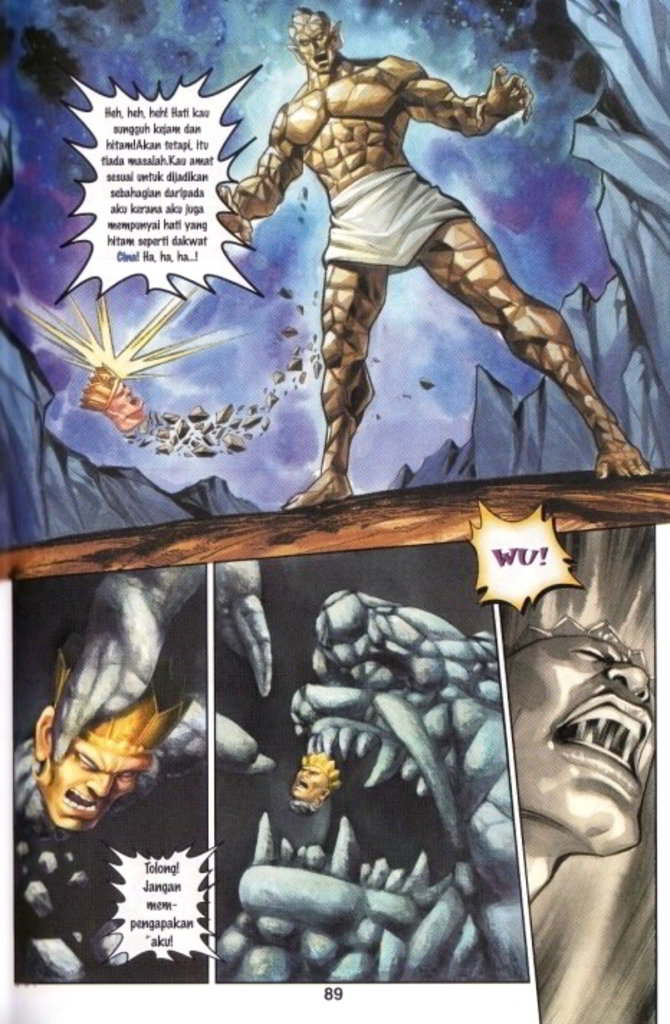 Heh, heh, heh! Hati kau
sungguh kejam dan
hitam!Akan tetapi, itu
tiada masalah.Kau amat
sesuai untuk dijadikan
sebahagian daripada
aku kerana aku juga
mempunyai hati yang
hitam seperti dakwat
Cina! Ha, ha, ha...!
WU!
Tolong!
Jangan
mem-
pengapakan
aku!
89